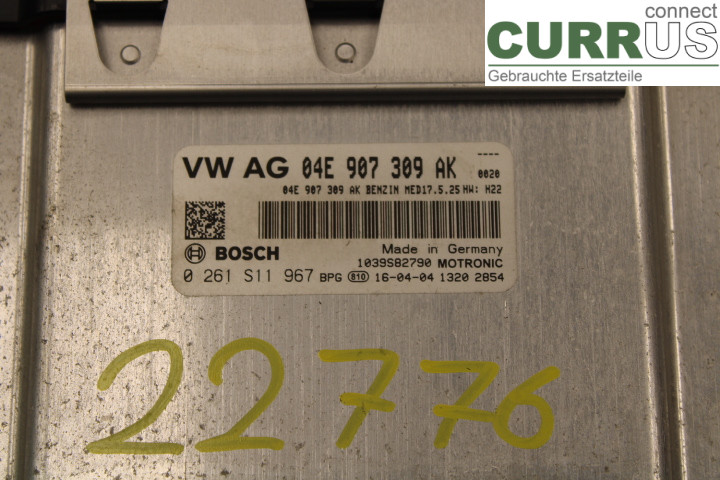 connect
CURRUS
Gebrauchte Ersatzteile
VW AG 04E 907 309 AK
----
0020
04E 907 309 AK BENZIN MED17.5.25 HW: H22
BOSCH
Made in Germany
1039S82790 MOTRONIC
0 261 S11 967 BPG 810 16-04-04 1320 2854
22776